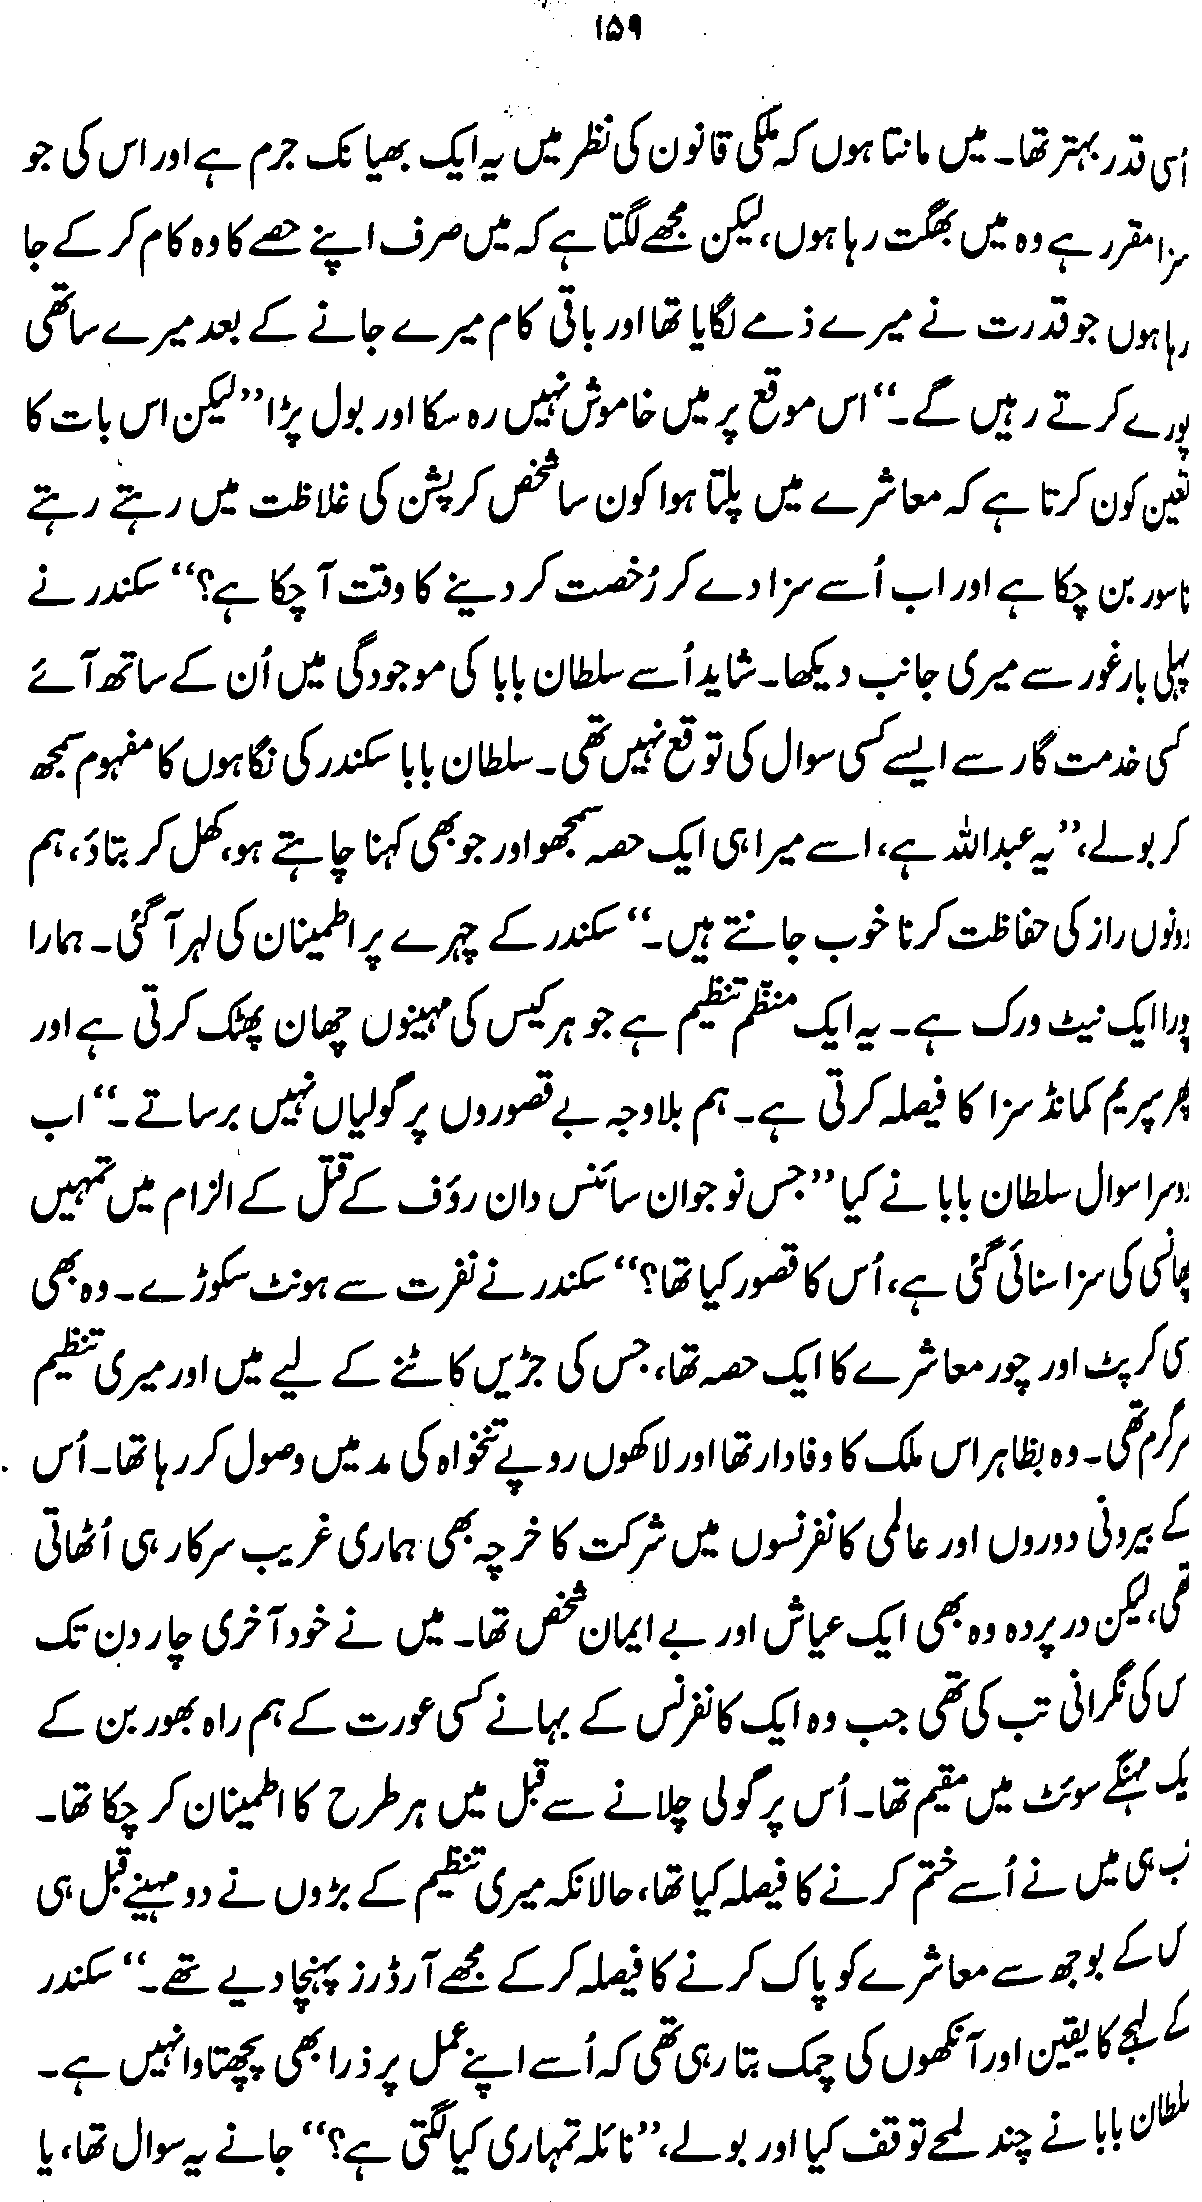 ۱۵۹
اُسی قدر بہتر تھا۔ میں مانتا ہوں کہ ملکی قانون کی نظر میں یہ ایک بھیانک جرم ہے اور اس کی جو
سزا مقرر ہے وہ میں بھگت رہا ہوں، لیکن مجھے لگتا ہے کہ میں صرف اپنے حصے کا وہ کام کر کے جا
رہا ہوں جو قدرت نے میرے ذمے لگایا تھا اور باقی کام میرے جانے کے بعد میرے ساتھی
پورے کرتے رہیں گے۔“ اس موقع پر میں خاموش نہیں رہ سکا اور بول پڑا ”لیکن اس بات کا
تعین کون کرتا ہے کہ معاشرے میں پلتا ہوا کون سا شخص کرپشن کی غلاظت میں رہتے رہتے
ناسور بن چکا ہے اور اب اُسے سزا دے کر رُخصت کر دینے کا وقت آ چکا ہے؟“ سکندر نے
پہلی بار غور سے میری جانب دیکھا۔ شاید اُسے سلطان بابا کی موجودگی میں اُن کے ساتھ آئے
کسی خدمت گار سے ایسے کسی سوال کی توقع نہیں تھی۔ سلطان بابا سکندر کی نگاہوں کا مفہوم سمجھ
کر بولے، ”یہ عبداللہ ہے، اسے میرا ہی ایک حصہ سمجھو اور جو بھی کہنا چاہتے ہو، کھل کر بتاؤ، ہم
دونوں راز کی حفاظت کرنا خوب جانتے ہیں۔“ سکندر کے چہرے پر اطمینان کی لہر آ گئی۔ ہمارا
پورا ایک نیٹ ورک ہے۔ یہ ایک منظّم تنظیم ہے جو ہر کیس کی مہینوں چھان پھٹک کرتی ہے اور
پھر سپریم کمانڈ سزا کا فیصلہ کرتی ہے۔ ہم بلاوجہ بے قصوروں پر گولیاں نہیں برساتے۔“ اب
دوسرا سوال سلطان بابا نے کیا ”جس نوجوان سائنس دان رؤف کے قتل کے الزام میں تمہیں
پھانسی کی سزا سنائی گئی ہے، اُس کا قصور کیا تھا؟“ سکندر نے نفرت سے ہونٹ سکوڑے۔ وہ بھی
سی کرپٹ اور چور معاشرے کا ایک حصہ تھا، جس کی جڑیں کاٹنے کے لیے میں اور میری تنظیم
سرگرم تھی۔ وہ بظاہر اس ملک کا وفادار تھا اور لاکھوں روپے تنخواہ کی مد میں وصول کر رہا تھا۔ اُس
کے بیرونی دوروں اور عالمی کانفرنسوں میں شرکت کا خرچہ بھی ہماری غریب سرکار ہی اُٹھاتی
تھی، لیکن درپردہ وہ بھی ایک عیاش اور بے ایمان شخص تھا۔ میں نے خود آخری چار دن تک
س کی نگرانی تب کی تھی جب وہ ایک کانفرنس کے بہانے کسی عورت کے ہم راہ بھوربن کے
یک مہنگے سوئٹ میں مقیم تھا۔ اُس پر گولی چلانے سے قبل میں ہر طرح کا اطمینان کر چکا تھا۔
تب ہی میں نے اُسے ختم کرنے کا فیصلہ کیا تھا، حالانکہ میری تنظیم کے بڑوں نے دو مہینے قبل ہی
س کے بوجھ سے معاشرے کو پاک کرنے کا فیصلہ کر کے مجھے آرڈرز پہنچا دیے تھے۔“ سکندر
کے لہجے کا یقین اور آنکھوں کی چمک بتا رہی تھی کہ اُسے اپنے عمل پر ذرا بھی پچھتاوا نہیں ہے۔
سلطان بابا نے چند لمحے توقف کیا اور بولے، ”نائلہ تمہاری کیا لگتی ہے؟“ جانے یہ سوال تھا، یا